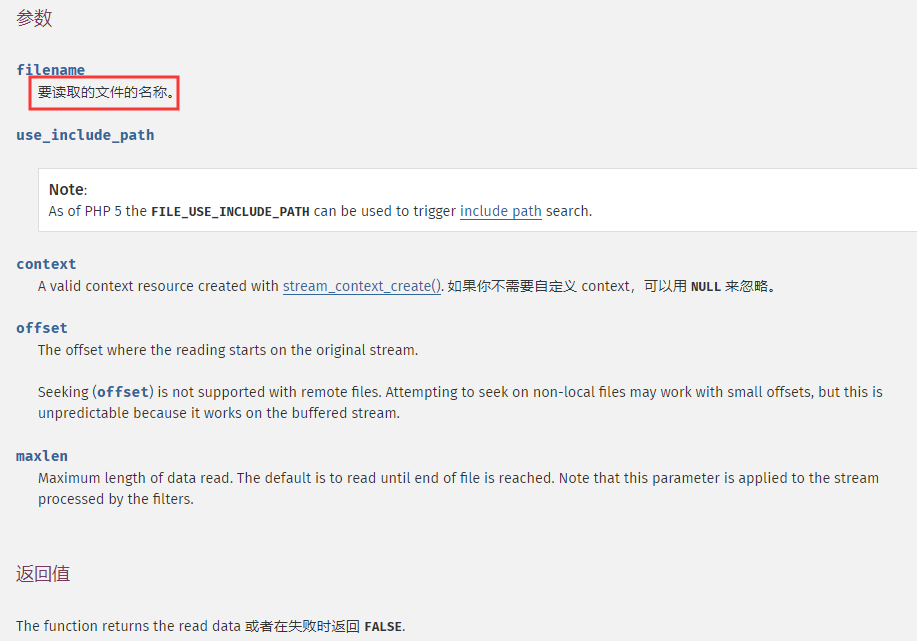 参数
filename
要读取的文件的名称。
use_include_path
Note:
As of PHP 5 the FILE_USE_INCLUDE_PATH can be used to trigger include path search.
context
A valid context resource created with stream_context_create(). 如果你不需要自定义 context，可以用 NULL 来忽略。
offset
The offset where the reading starts on the original stream.
Seeking (offset) is not supported with remote files. Attempting to seek on non-local files may work with small offsets, but this is
unpredictable because it works on the buffered stream.
maxlen
Maximum length of data read. The default is to read until end of file is reached. Note that this parameter is applied to the stream
processed by the filters.
返回值
The function returns the read data 或者在失败时返回 FALSE.